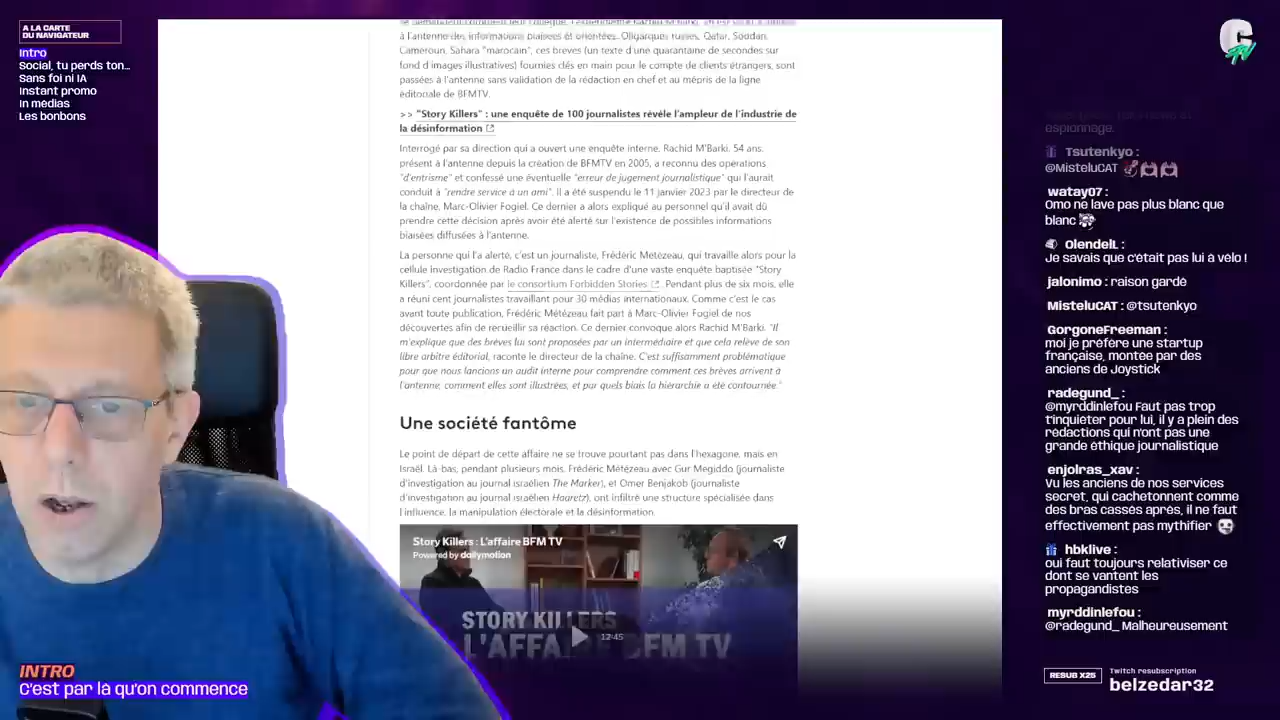 A LA CARTE
DU NAVIGATEUR
Intro
Social, tu perds ton...
Sans foi ni IA
Instant promo
In médias
Les bonbons
à l'antenne de
Cameroun, Sahara "marocain", ces brèves (un texte d'une quarantaine de secondes sur
fond d'images illustratives) fournies clés en main pour le compte de clients étrangers, sont
passées à l'antenne sans validation de la rédaction en chef et au mépris de la ligne
éditoriale de BFMTV.
>> "Story Killers" : une enquête de 100 journalistes révèle l'ampleur de l'industrie de
la désinformation
Interrogé par sa direction qui a ouvert une enquête interne, Rachid M'Barki, 54 ans,
présent à l'antenne depuis la création de BFMTV en 2005, a reconnu des opérations
"d'entrisme" et confessé une éventuelle "erreur de jugement journalistique" qui l'aurait
conduit à "rendre service à un ami". Il a été suspendu le 11 janvier 2023 par le directeur de
la chaîne, Marc-Olivier Fogiel. Ce dernier a alors expliqué au personnel qu'il avait dû
prendre cette décision après avoir été alerté sur l'existence de possibles informations
biaisées diffusées à l'antenne.
La personne qui l'a alerté, c'est un journaliste, Frédéric Métézeau, qui travaille alors pour la
cellule investigation de Radio France dans le cadre d'une vaste enquête baptisée "Story
Killers", coordonnée par le consortium Forbidden Stories. Pendant plus de six mois, elle
a réuni cent journalistes travaillant pour 30 médias internationaux. Comme c'est le cas
avant toute publication, Frédéric Métézeau fait part à Marc-Olivier Fogiel de nos
découvertes afin de recueillir sa réaction. Ce dernier convoque alors Rachid M'Barki. "Il
m'explique que des brèves lui sont proposées par un intermédiaire et que cela relève de son
libre arbitre éditorial, raconte le directeur de la chaîne. C'est suffisamment problématique
pour que nous lancions un audit interne pour comprendre comment ces brèves arrivent à
l'antenne, comment elles sont illustrées, et par quels biais la hiérarchie a été contournée."
Une société fantôme
Le point de départ de cette affaire ne se trouve pourtant pas dans l'hexagone, mais en
Israël. Là-bas, pendant plusieurs mois, Frédéric Métézeau avec Gur Megiddo (journaliste
d'investigation au journal israélien The Marker), et Omer Benjakob (journaliste
d'investigation au journal israélien Haaretz), ont infiltré une structure spécialisée dans
l'influence, la manipulation électorale et la désinformation.
Story Killers : L'affaire BFM TV
Powered by dailymotion
STORY KILLERS
L'AFFAIRE BFM TV
12:45
INTRO
C'est par là qu'on commence
G TV
espionnage.
Tsutenkyo :
@MisteluCAT
watay07 :
Omo ne lave pas plus blanc que
blanc
OlendelL :
Je savais que c'était pas lui à vélo !
jalonimo : raison gardé
MisteluCAT : @tsutenkyo
GorgoneFreeman :
moi je préfère une startup
française, montée par des
anciens de Joystick
radegund_ :
@myrddinlefou Faut pas trop
t'inquiéter pour lui, il y a plein des
rédactions qui n'ont pas une
grande éthique journalistique
enjolras_xav :
Vu les anciens de nos services
secret, qui cachetonnent comme
des bras cassés après, il ne faut
effectivement pas mythifier
hbklive :
oui faut toujours relativiser ce
dont se vantent les
propagandistes
myrddinlefou :
@radegund_ Malheureusement
RESUB X25
Twitch resubscription
belzedar32